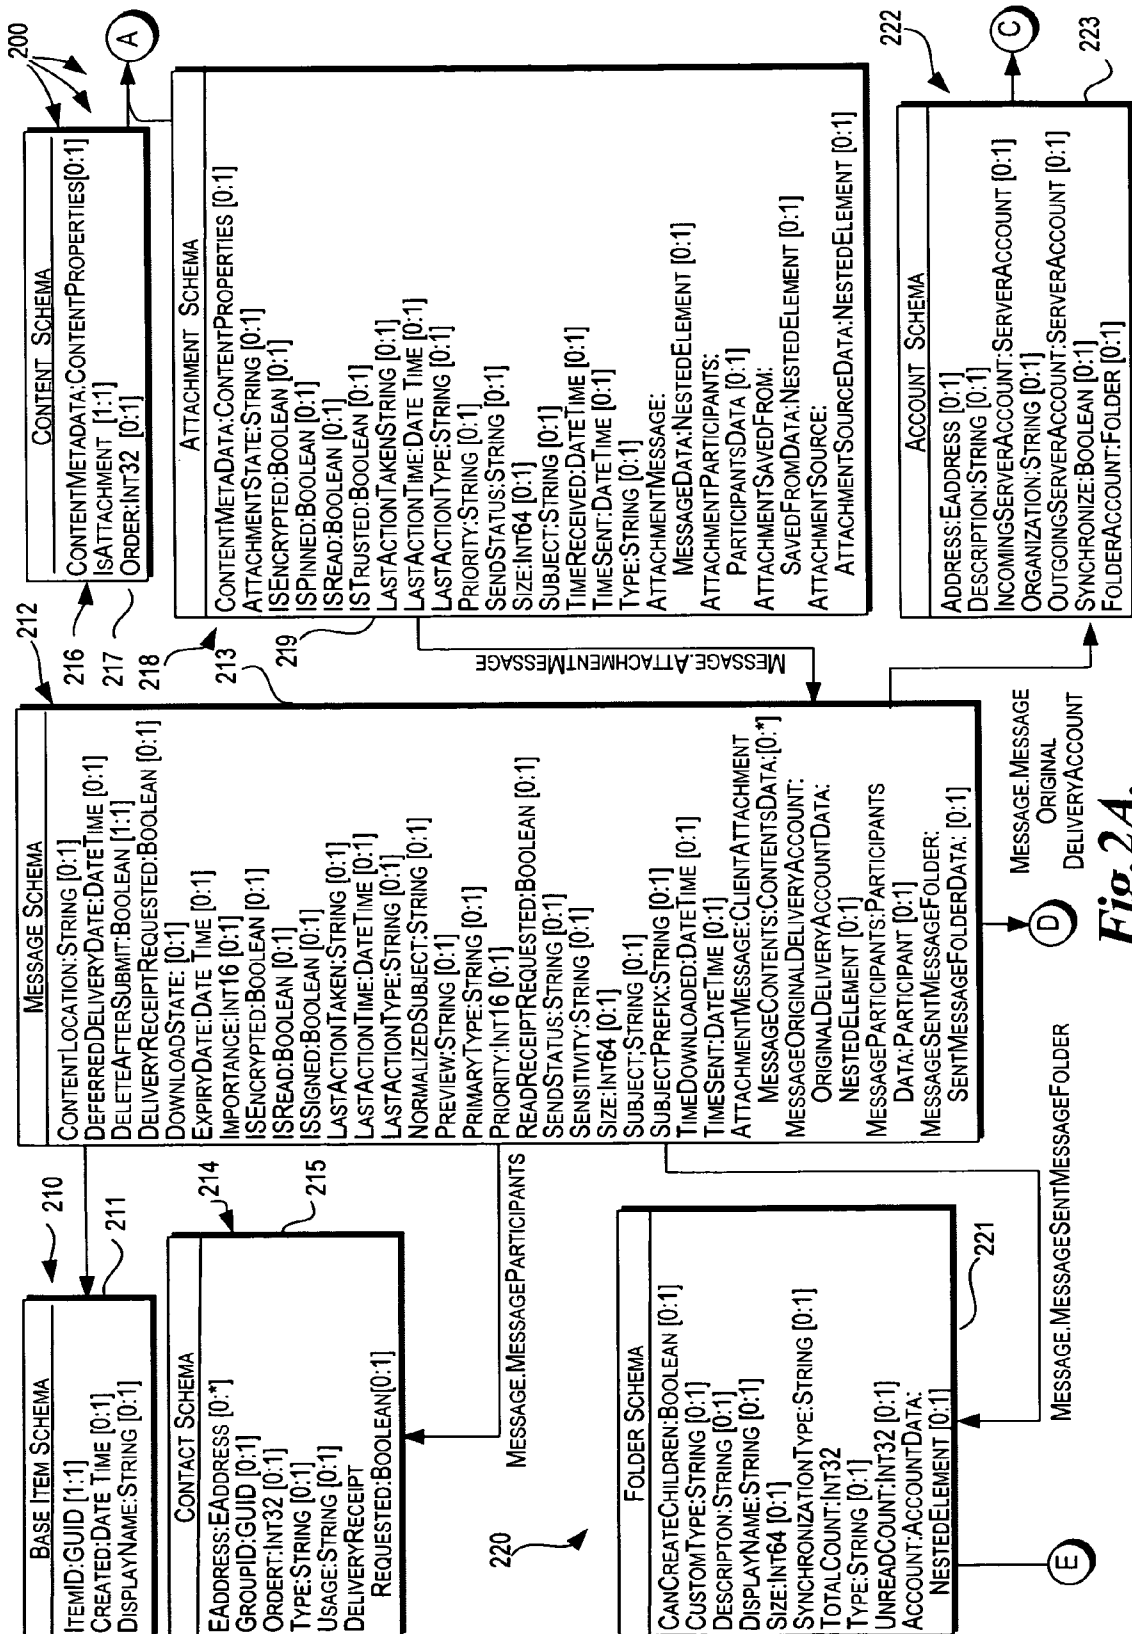 200
BASE ITEM SCHEMA
ITEMID:GUID [1:1]
CREATED:DATE TIME [0:1]
DISPLAYNAME:STRING [0:1]
210
211
CONTACT SCHEMA
EADDRESS:EADDRESS [0:*]
GROUPID:GUID [0:1]
ORDERT:INT32 [0:1]
TYPE:STRING [0:1]
USAGE:STRING [0:1]
DELIVERYRECEIPT
REQUESTED:BOOLEAN[0:1]
214
215
MESSAGE.MESSAGEPARTICIPANTS
220
FOLDER SCHEMA
CANCREATECHILDREN:BOOLEAN [0:1]
CUSTOMTYPE:STRING [0:1]
DESCRIPTON:STRING [0:1]
DISPLAYNAME:STRING [0:1]
SIZE:INT64 [0:1]
SYNCHRONIZATIONTYPE:STRING [0:1]
TOTALCOUNT:INT32
TYPE:STRING [0:1]
UNREADCOUNT:INT32 [0:1]
ACCOUNT:ACCOUNTDATA:
NESTEDELEMENT [0:1]
221
E
MESSAGE.MESSAGESENTMESSAGEFOLDER
MESSAGE SCHEMA
CONTENTLOCATION:STRING [0:1]
DEFERREDDELIVERYDATE:DATETIME [0:1]
DELETEAFTERSUBMIT:BOOLEAN [1:1]
DELIVERYRECEIPTREQUESTED:BOOLEAN [0:1]
DOWNLOADSTATE: [0:1]
EXPIRYDATE:DATE TIME [0:1]
IMPORTANCE:INT16 [0:1]
ISENCRYPTED:BOOLEAN [0:1]
ISREAD:BOOLEAN [0:1]
ISSIGNED:BOOLEAN [0:1]
LASTACTIONTAKEN:STRING [0:1]
LASTACTIONTIME:DATETIME [0:1]
LASTACTIONTYPE:STRING [0:1]
NORMALIZEDSUBJECT:STRING [0:1]
PREVIEW:STRING [0:1]
PRIMARYTYPE:STRING [0:1]
PRIORITY:INT16 [0:1]
READRECEIPTREQUESTED:BOOLEAN [0:1]
SENDSTATUS:STRING [0:1]
SENSITIVITY:STRING [0:1]
SIZE:INT64 [0:1]
SUBJECT;STRING [0:1]
SUBJECTPREFIX:STRING [0:1]
TIMEDOWNLOADED:DATETIME [0:1]
TIMESENT:DATETIME [0:1]
ATTACHMENTMESSAGE:CLIENTATTACHMENT
MESSAGECONTENTS:CONTENTSDATA:[0:*]
MESSAGEORIGINALDELIVERYACCOUNT:
ORIGINALDELIVERYACCOUNTDATA:
NESTEDELEMENT [0:1]
MESSAGEPARTICIPANTS:PARTICIPANTS
DATA:PARTICIPANT [0:1]
MESSAGESENTMESSAGEFOLDER:
SENTMESSAGEFOLDERDATA: [0:1]
212
213
D
MESSAGE.ATTACHMENTMESSAGE
MESSAGE.MESSAGE
ORIGINAL
DELIVERYACCOUNT
CONTENT SCHEMA
CONTENTMETADATA:CONTENTPROPERTIES[0:1]
ISATTACHMENT [1:1]
ORDER:INT32 [0:1]
216
217
A
ATTACHMENT SCHEMA
CONTENTMETADATA:CONTENTPROPERTIES [0:1]
ATTACHMENTSTATE:STRING [0:1]
ISENCRYPTED:BOOLEAN [0:1]
ISPINNED:BOOLEAN [0:1]
ISREAD:BOOLEAN [0:1]
ISTRUSTED:BOOLEAN [0:1]
LASTACTIONTAKENSTRING [0:1]
LASTACTIONTIME:DATE TIME [0:1]
LASTACTIONTYPE:STRING [0:1]
PRIORITY:STRING [0:1]
SENDSTATUS:STRING [0:1]
SIZE:INT64 [0:1]
SUBJECT:STRING [0:1]
TIMERECEIVED:DATETIME [0:1]
TIMESENT:DATETIME [0:1]
TYPE:STRING [0:1]
ATTACHMENTMESSAGE:
MESSAGEDATA:NESTEDELEMENT [0:1]
ATTACHMENTPARTICIPANTS:
PARTICIPANTSDATA [0:1]
ATTACHMENTSAVEDFROM:
SAVEDFROMDATA:NESTEDELEMENT [0:1]
ATTACHMENTSOURCE:
ATTACHMENTSOURCEDATA:NESTEDELEMENT [0:1]
218
219
ACCOUNT SCHEMA
ADDRESS:EADDRESS [0:1]
DESCRIPTION:STRING [0:1]
INCOMINGSERVERACCOUNT:SERVERACCOUNT [0:1]
ORGANIZATION:STRING [0:1]
OUTGOINGSERVERACCOUNT:SERVERACCOUNT [0:1]
SYNCHRONIZE:BOOLEAN [0:1]
FOLDERACCOUNT:FOLDER [0:1]
222
223
C
Fig.2A.